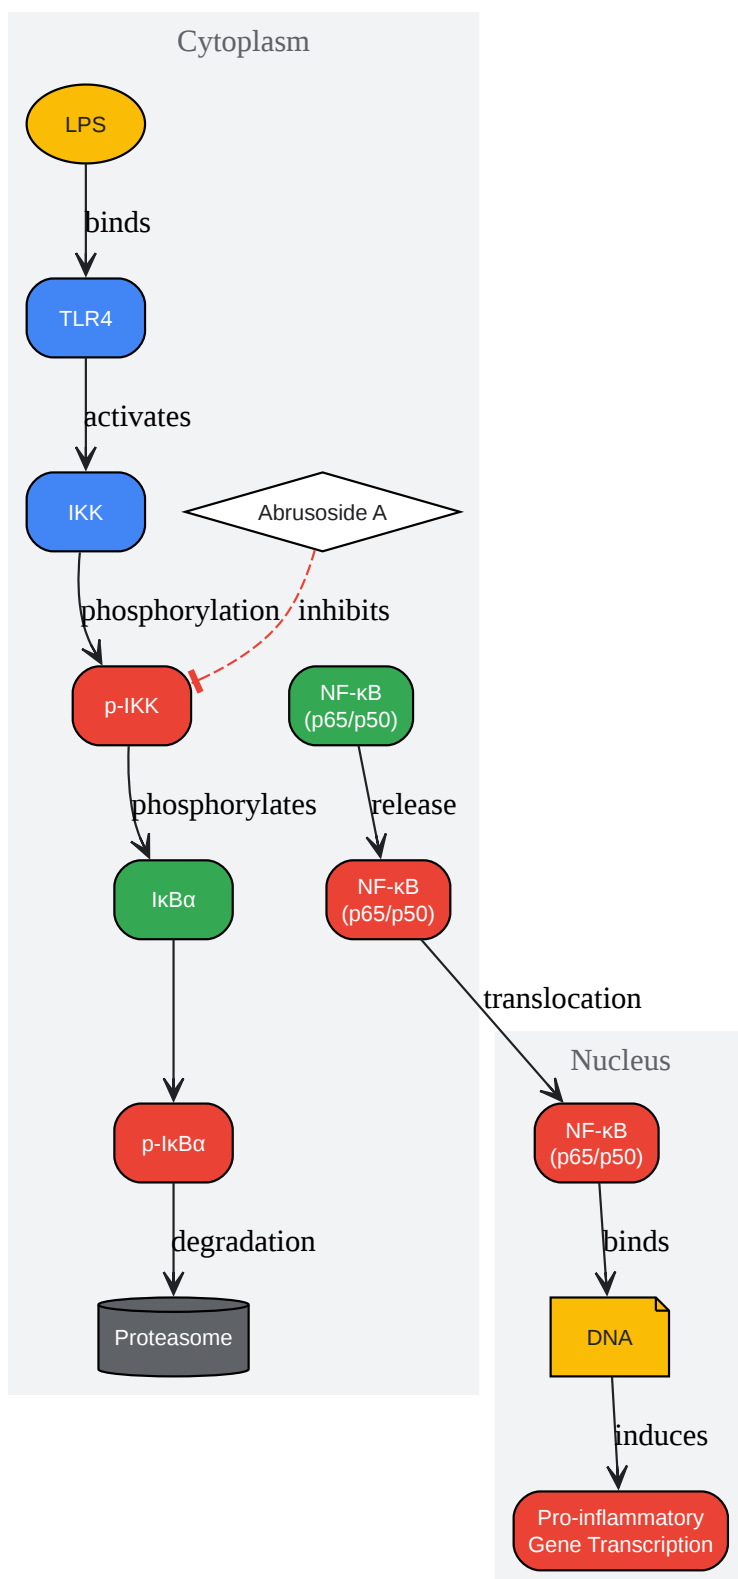 Cytoplasm
LPS
binds
TLR4
activates
IKK
Abrusoside A
phosphorylation
inhibits
p-IKK
NF-κB
(p65/p50)
phosphorylates
release
IκBα
NF-κB
(p65/p50)
translocation
Nucleus
p-IκBα
NF-κB
(p65/p50)
degradation
binds
Proteasome
DNA
induces
Pro-inflammatory
Gene Transcription